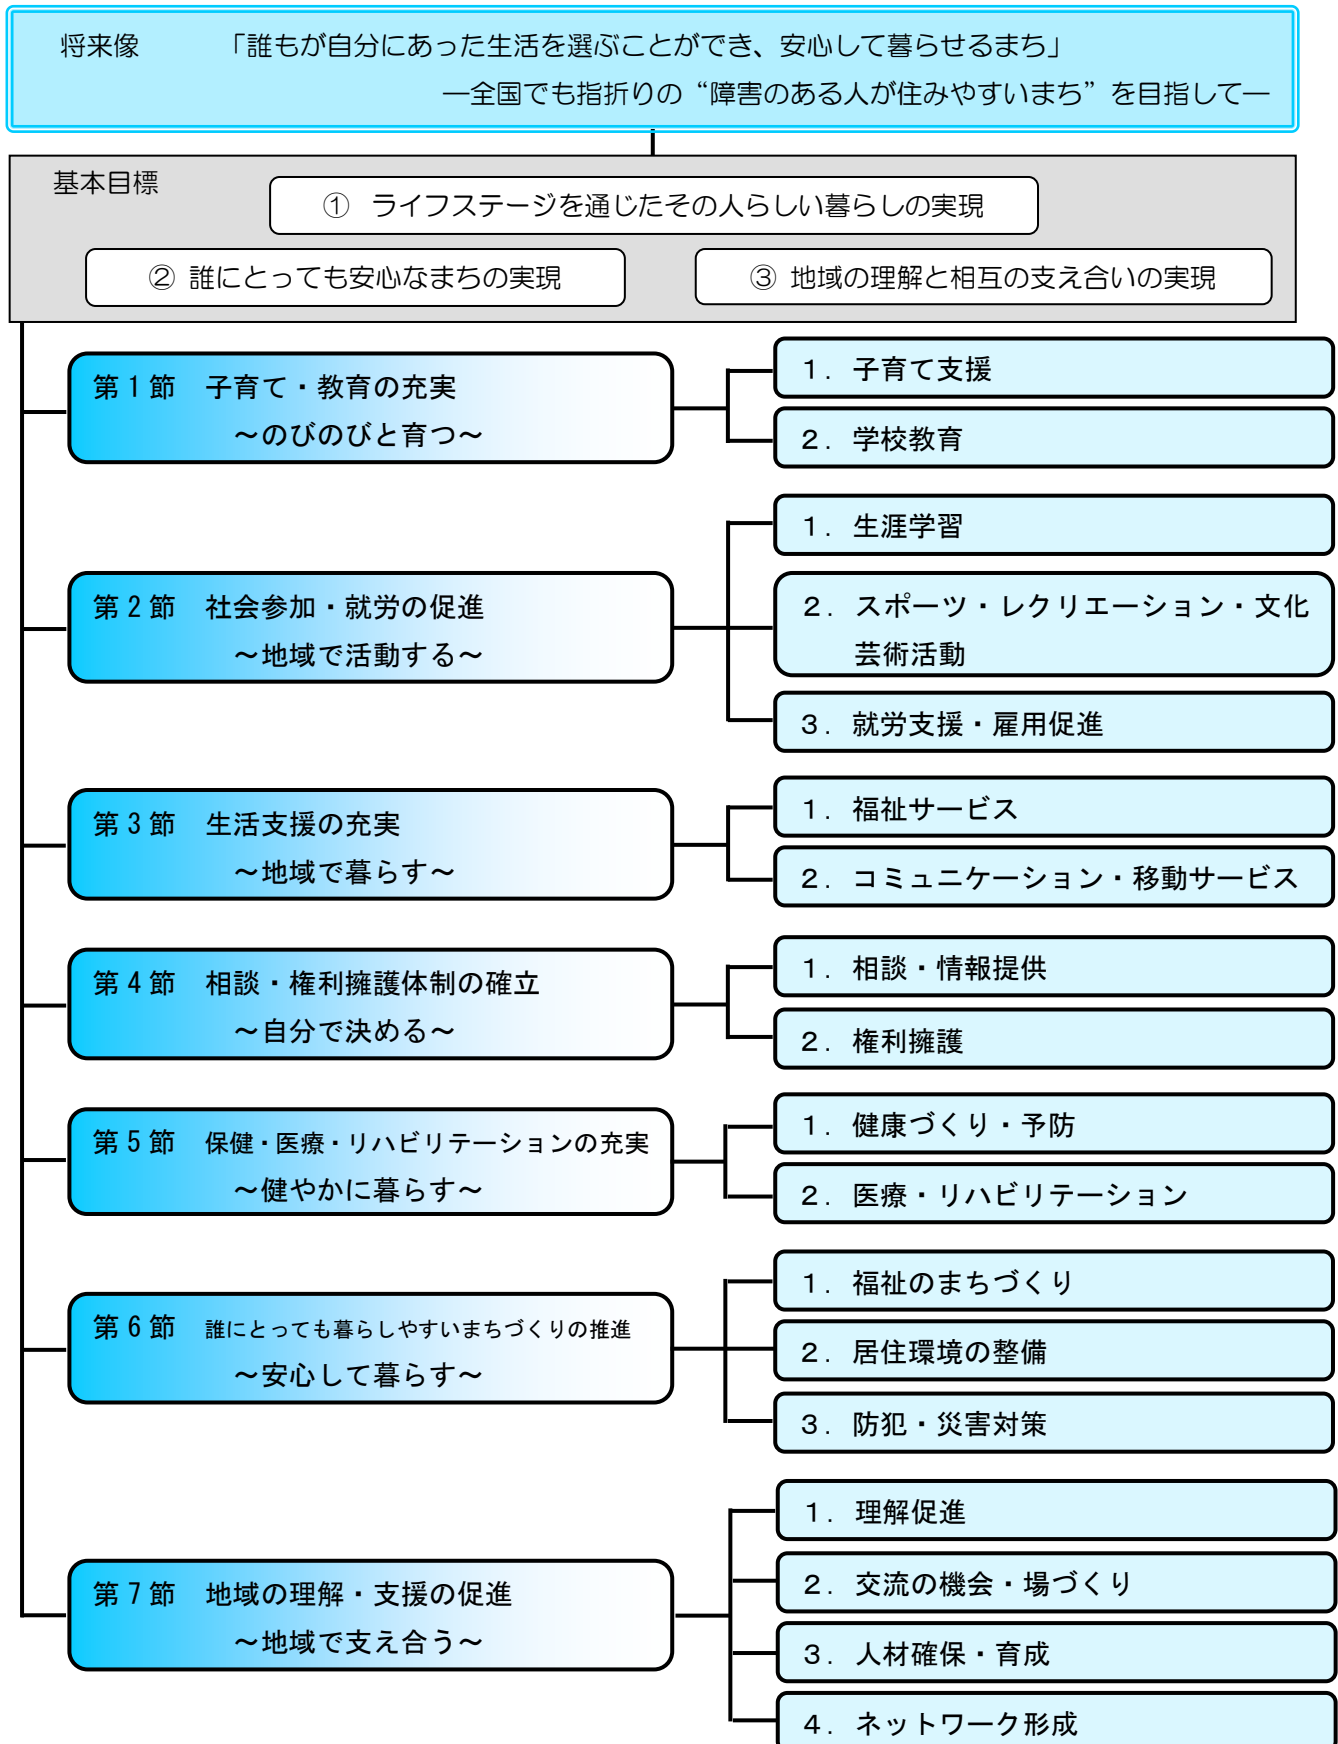 将来像　「誰もが自分にあった生活を選ぶことができ、安心して暮らせるまち」
―全国でも指折りの“障害のある人が住みやすいまち”を目指して―
基本目標
① ライフステージを通じたその人らしい暮らしの実現
② 誰にとっても安心なまちの実現
③ 地域の理解と相互の支え合いの実現
第1節　子育て・教育の充実
～のびのびと育つ～
1．子育て支援
2．学校教育
第2節　社会参加・就労の促進
～地域で活動する～
1．生涯学習
2．スポーツ・レクリエーション・文化
芸術活動
3．就労支援・雇用促進
第3節　生活支援の充実
～地域で暮らす～
1．福祉サービス
2．コミュニケーション・移動サービス
第4節　相談・権利擁護体制の確立
～自分で決める～
1．相談・情報提供
2．権利擁護
第5節　保健・医療・リハビリテーションの充実
～健やかに暮らす～
1．健康づくり・予防
2．医療・リハビリテーション
第6節　誰にとっても暮らしやすいまちづくりの推進
～安心して暮らす～
1．福祉のまちづくり
2．居住環境の整備
3．防犯・災害対策
第7節　地域の理解・支援の促進
～地域で支え合う～
1．理解促進
2．交流の機会・場づくり
3．人材確保・育成
4．ネットワーク形成